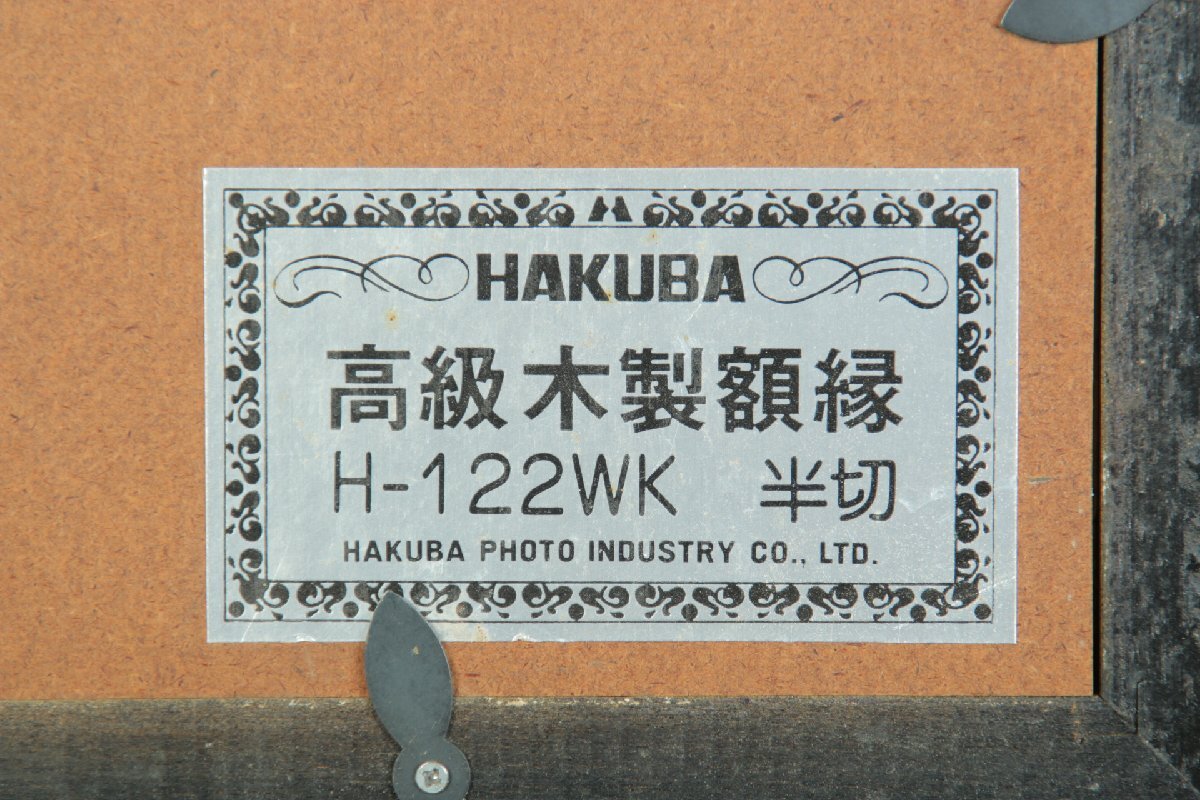 HAKUBA
高級木製額縁
H-122WK 半切
HAKUBA PHOTO INDUSTRY CO., LTD.